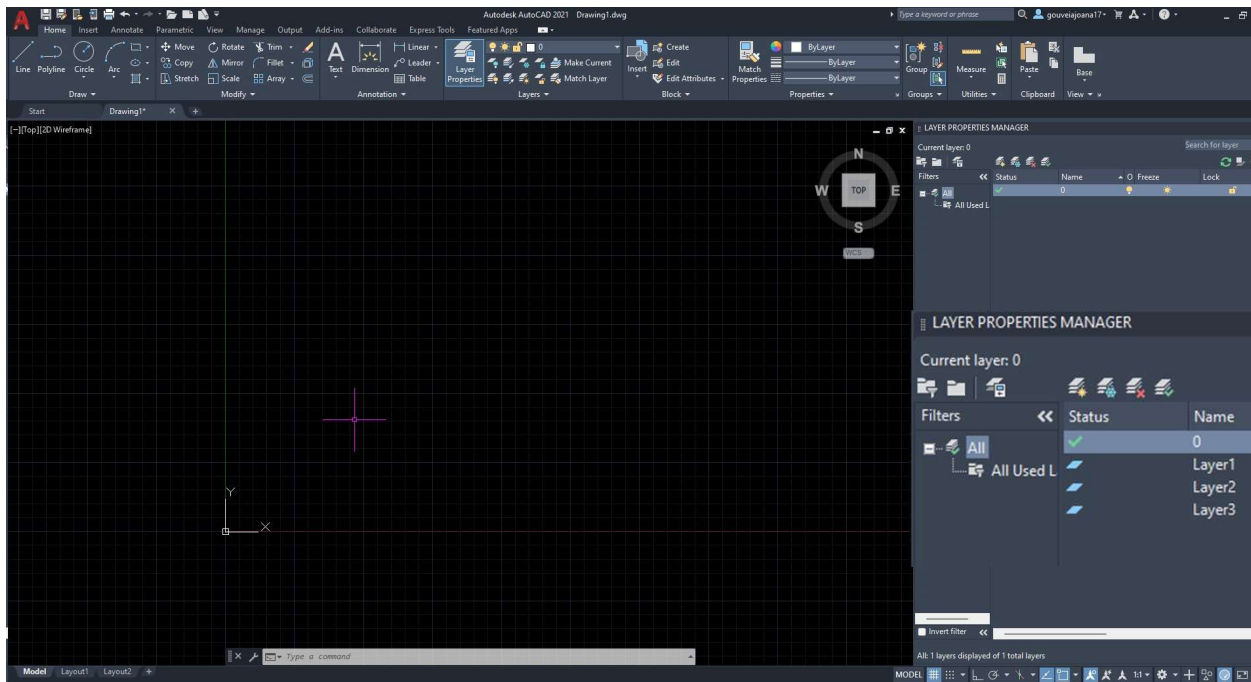 Autodesk AutoCAD 2021 Drawing1.dwg
Type a keyword or phrase
gouveiajoana17
Home Insert Annotate Parametric View Manage Output Add-ins Collaborate Express Tools Featured Apps
Move Rotate Trim Linear 0 Create ByLayer
Line Polyline Circle Arc Copy Mirror Fillet Text Dimension Leader Layer Properties Make Current Insert Edit Match Properties ByLayer Group Measure Paste Base
Stretch Scale Array Table Match Layer Edit Attributes ByLayer
Draw Modify Annotation Layers Block Properties Groups Utilities Clipboard View
Start Drawing1*
[−][Top][2D Wireframe]
N
W TOP E
S
WCS
Y
X
Type a command
Model Layout1 Layout2 +
LAYER PROPERTIES MANAGER
Current layer: 0
Search for layer
Filters Status Name O Freeze Lock
All 0
All Used L
LAYER PROPERTIES MANAGER
Current layer: 0
Filters Status Name
All 0
All Used L Layer1
Layer2
Layer3
Invert filter
All: 1 layers displayed of 1 total layers
MODEL 1:1